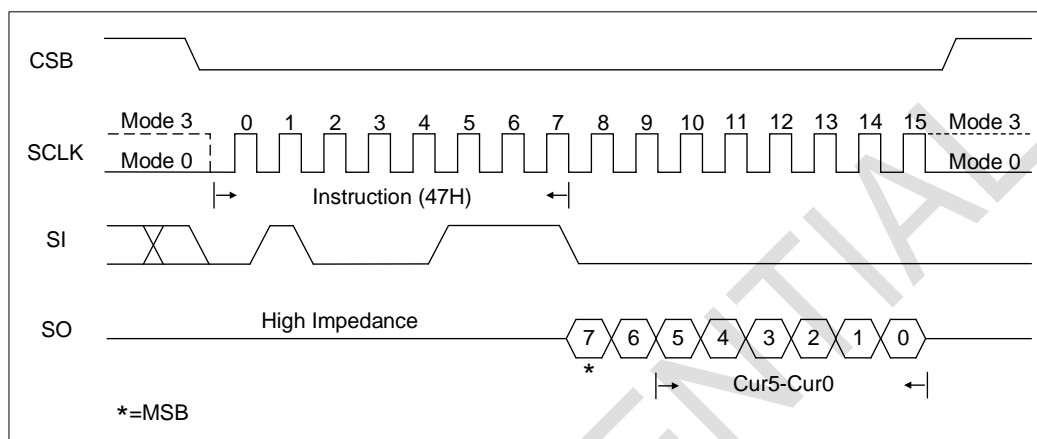 CSB
Mode 3 0 1 2 3 4 5 6 7 8 9 10 11 12 13 14 15 Mode 3
SCLK
Mode 0 Mode 0
Instruction (47H)
SI
High Impedance
SO
7 6 5 4 3 2 1 0
*
Cur5-Cur0
*=MSB
ENTIAL